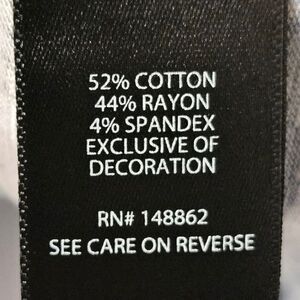 52% COTTON
44% RAYON
4% SPANDEX
EXCLUSIVE OF
DECORATION
RN# 148862
SEE CARE ON REVERSE